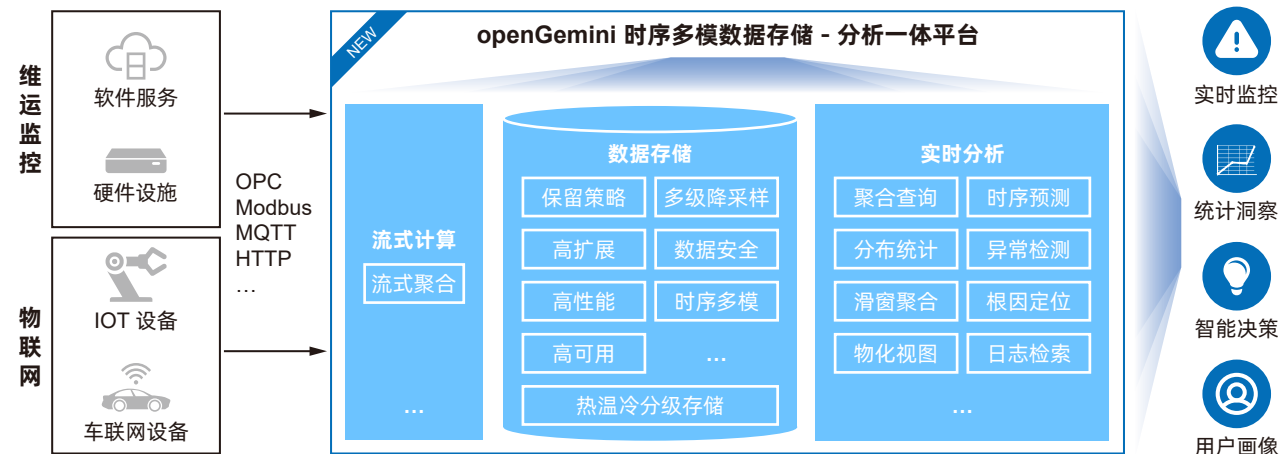 维运监控
软件服务
硬件设施
物联网
IOT 设备
车联网设备
OPC
Modbus
MQTT
HTTP
…
NEW
openGemini 时序多模数据存储 - 分析一体平台
流式计算
流式聚合
…
数据存储
保留策略
多级降采样
高扩展
数据安全
高性能
时序多模
高可用
…
热温冷分级存储
实时分析
聚合查询
时序预测
分布统计
异常检测
滑窗聚合
根因定位
物化视图
日志检索
…
实时监控
统计洞察
智能决策
用户画像